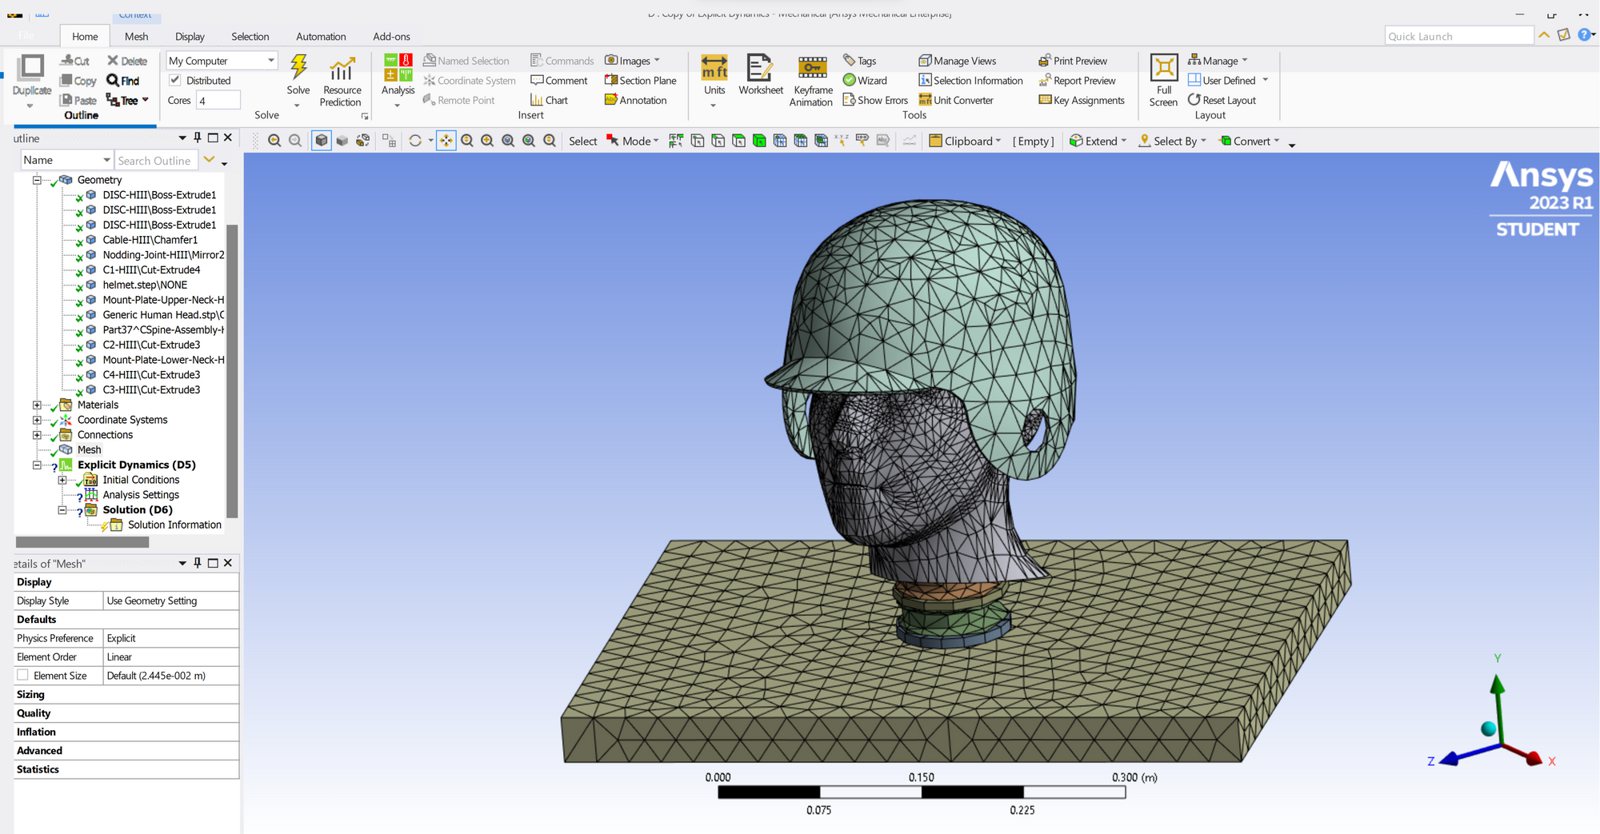 Context
D : Copy of Explicit Dynamics - Mechanical [Ansys Mechanical Enterprise]
File Home Mesh Display Selection Automation Add-ons Quick Launch
Duplicate Cut Copy Paste Delete Find Tree Outline
My Computer Distributed Cores 4 Solve Resource Prediction Solve
Analysis Named Selection Coordinate System Remote Point Commands Comment Chart Images Section Plane Annotation Insert
Units Worksheet Keyframe Animation Tags Wizard Show Errors Manage Views Selection Information Unit Converter Print Preview Report Preview Key Assignments Tools
Full Screen Manage User Defined Reset Layout Layout
utline
Select Mode Clipboard [Empty] Extend Select By Convert
Name Search Outline
Geometry
DISC-HIII\Boss-Extrude1
DISC-HIII\Boss-Extrude1
DISC-HIII\Boss-Extrude1
Cable-HIII\Chamfer1
Nodding-Joint-HIII\Mirror2
C1-HIII\Cut-Extrude4
helmet.step\NONE
Mount-Plate-Upper-Neck-H
Generic Human Head.stp\C
Part37^CSpine-Assembly-H
C2-HIII\Cut-Extrude3
Mount-Plate-Lower-Neck-H
C4-HIII\Cut-Extrude3
C3-HIII\Cut-Extrude3
Materials
Coordinate Systems
Connections
Mesh
Explicit Dynamics (D5)
Initial Conditions
Analysis Settings
Solution (D6)
Solution Information
etails of "Mesh"
Display
Display Style Use Geometry Setting
Defaults
Physics Preference Explicit
Element Order Linear
Element Size Default (2.445e-002 m)
Sizing
Quality
Inflation
Advanced
Statistics
Ansys
2023 R1
STUDENT
0.000 0.150 0.300 (m)
0.075 0.225
Y
Z X